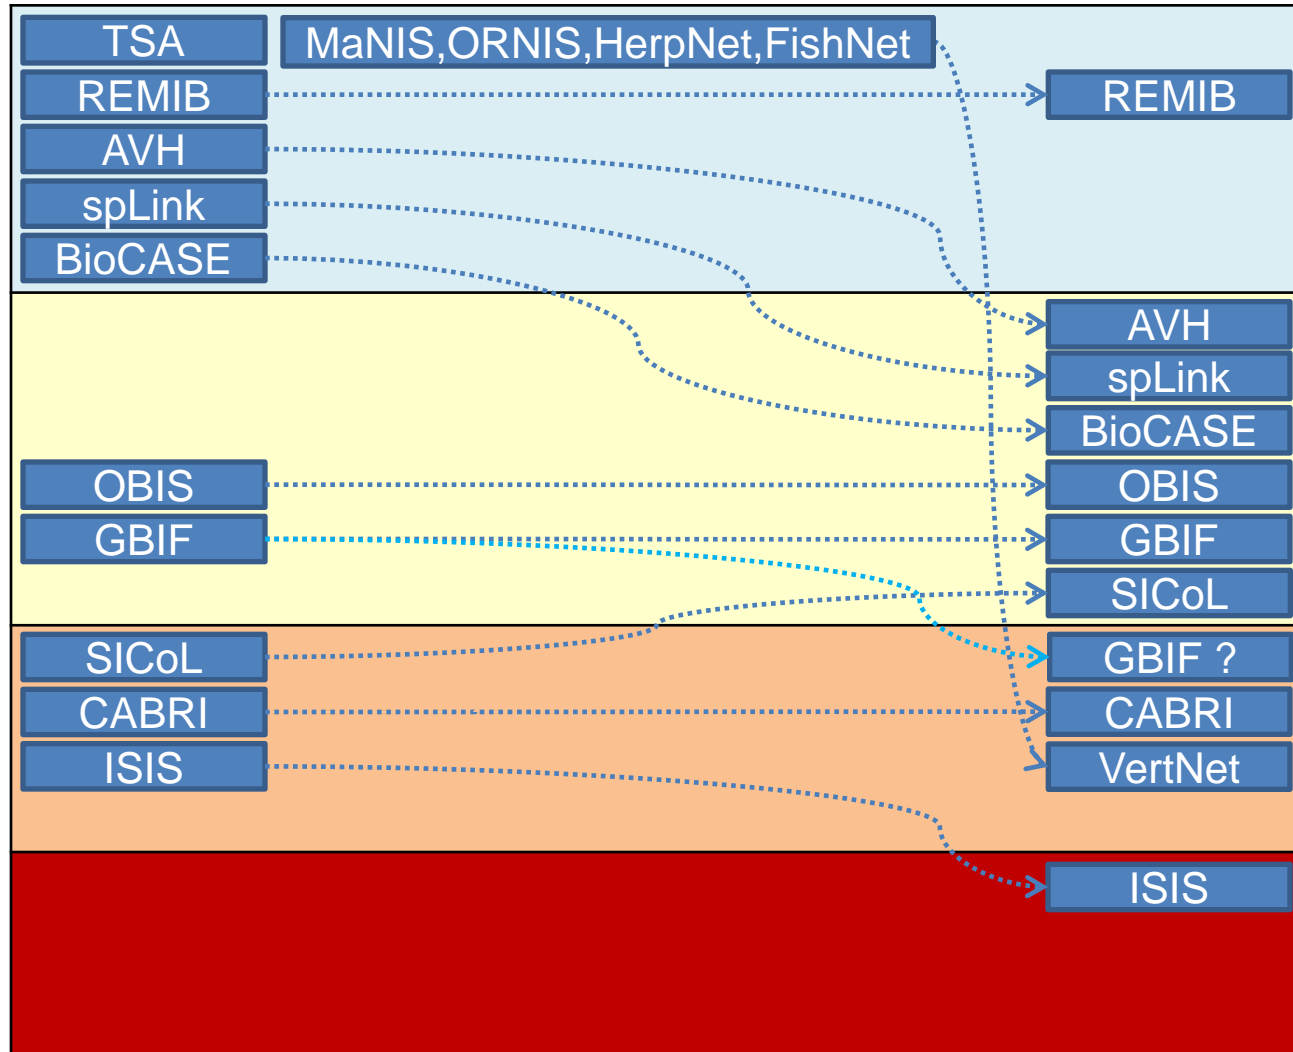 TSA
MaNIS,ORNIS,HerpNet,FishNet
REMIB
REMIB
AVH
spLink
BioCASE
AVH
spLink
BioCASE
OBIS
OBIS
GBIF
GBIF
SICoL
SICoL
GBIF ?
CABRI
CABRI
ISIS
VertNet
ISIS